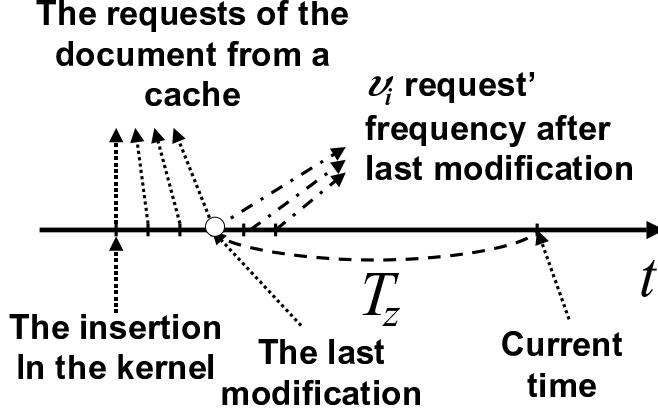 The requests of the
document from a
cache
𝜐i request’
frequency after
last modification
Tz
t
The insertion
In the kernel
The last
modification
Current
time